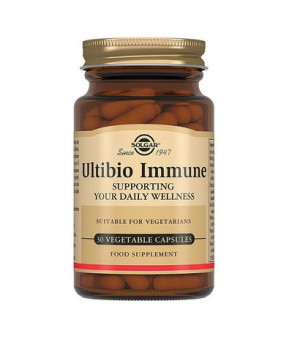 SOLGAR®
Since 1947
Ultibio Immune
SUPPORTING
YOUR DAILY WELLNESS
SUITABLE FOR VEGETARIANS
30 VEGETABLE CAPSULES
FOOD SUPPLEMENT